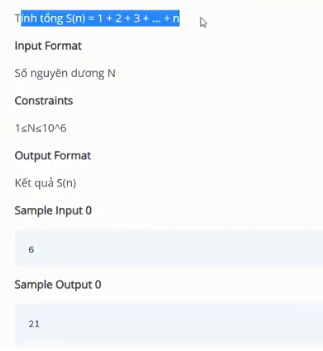 Tính tổng S(n) = 1 + 2 + 3 + ... + n
Input Format
Số nguyên dương N
Constraints
1≤N≤10^6
Output Format
Kết quả S(n)
Sample Input 0
6
Sample Output 0
21